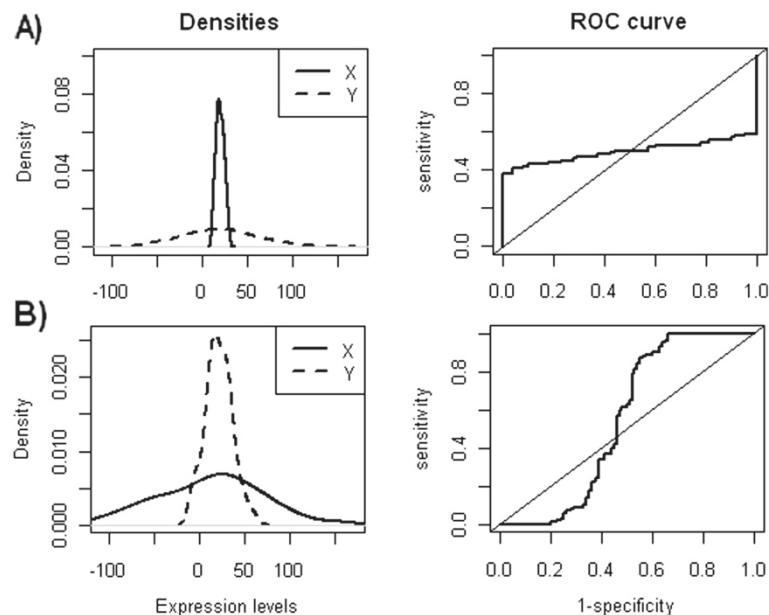 A)
Densities
Density
0.00 0.04 0.08
-100 0 50 100
X
Y
ROC curve
sensitivity
0.0 0.4 0.8
0.0 0.2 0.4 0.6 0.8 1.0
B)
Density
0.000 0.010 0.020
-100 0 50 100
X
Y
Expression levels
sensitivity
0.0 0.4 0.8
0.0 0.2 0.4 0.6 0.8 1.0
1-specificity